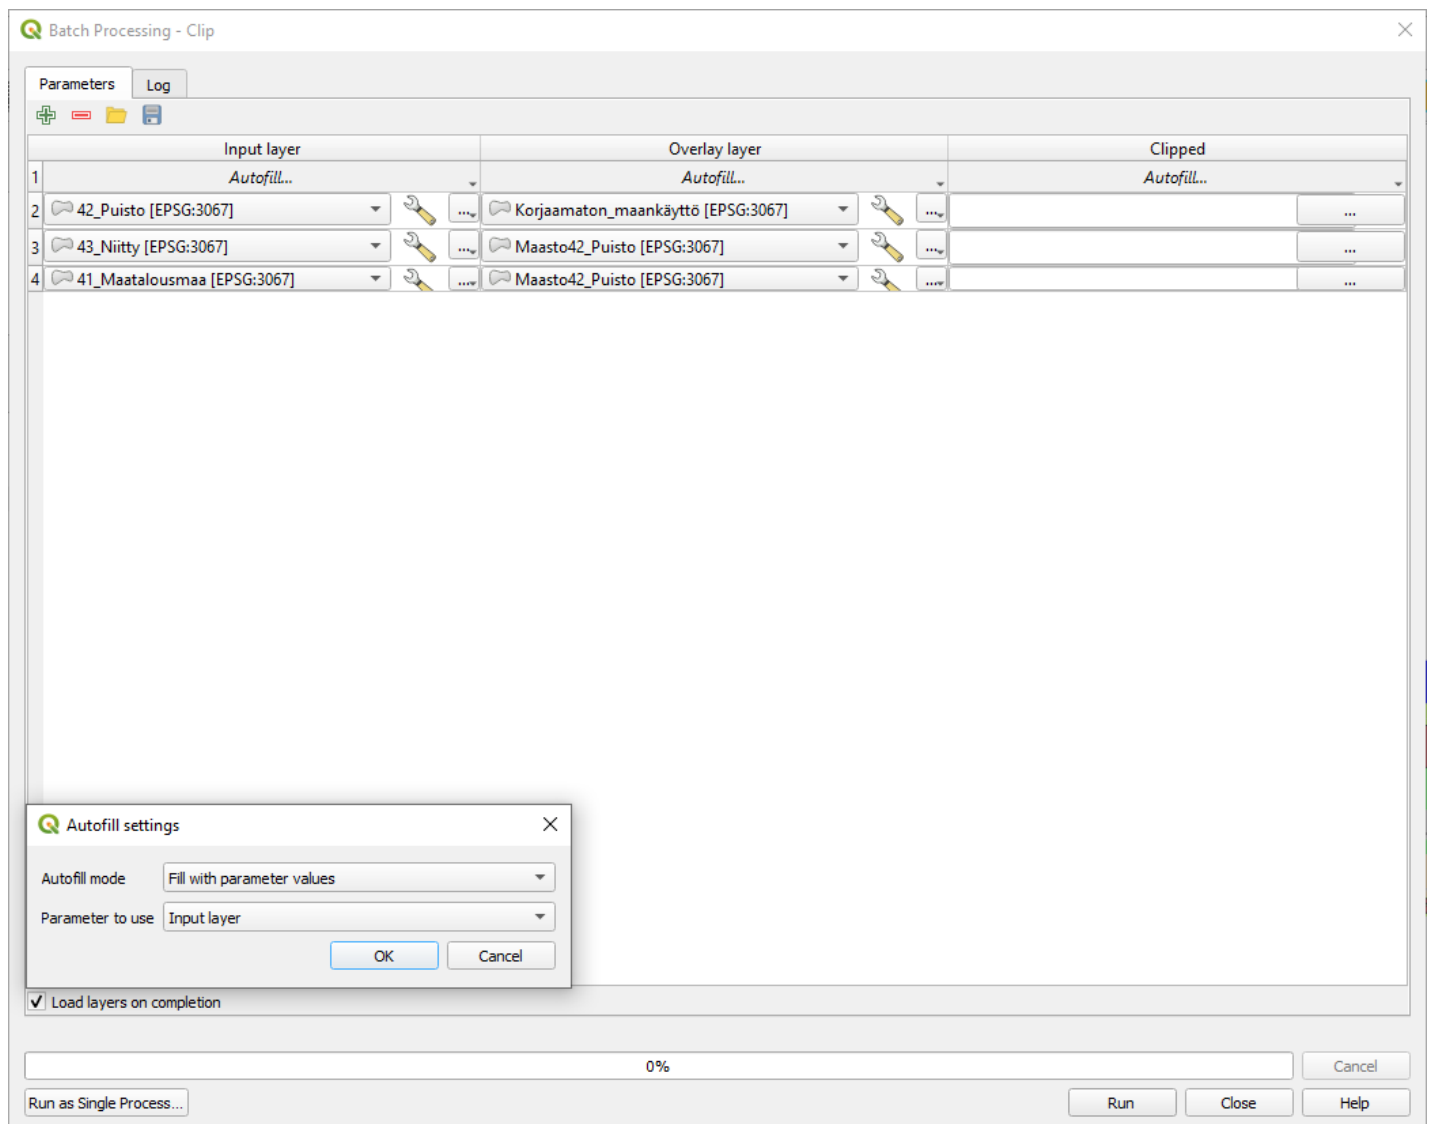 Batch Processing - Clip
Parameters Log
Input layer Overlay layer Clipped
1 Autofill... Autofill... Autofill...
2 42_Puisto [EPSG:3067] ... Korjaamaton_maankäyttö [EPSG:3067] ... ...
3 43_Niitty [EPSG:3067] ... Maasto42_Puisto [EPSG:3067] ... ...
4 41_Maatalousmaa [EPSG:3067] ... Maasto42_Puisto [EPSG:3067] ... ...
Autofill settings
Autofill mode Fill with parameter values
Parameter to use Input layer
OK Cancel
Load layers on completion
0% Cancel
Run as Single Process... Run Close Help